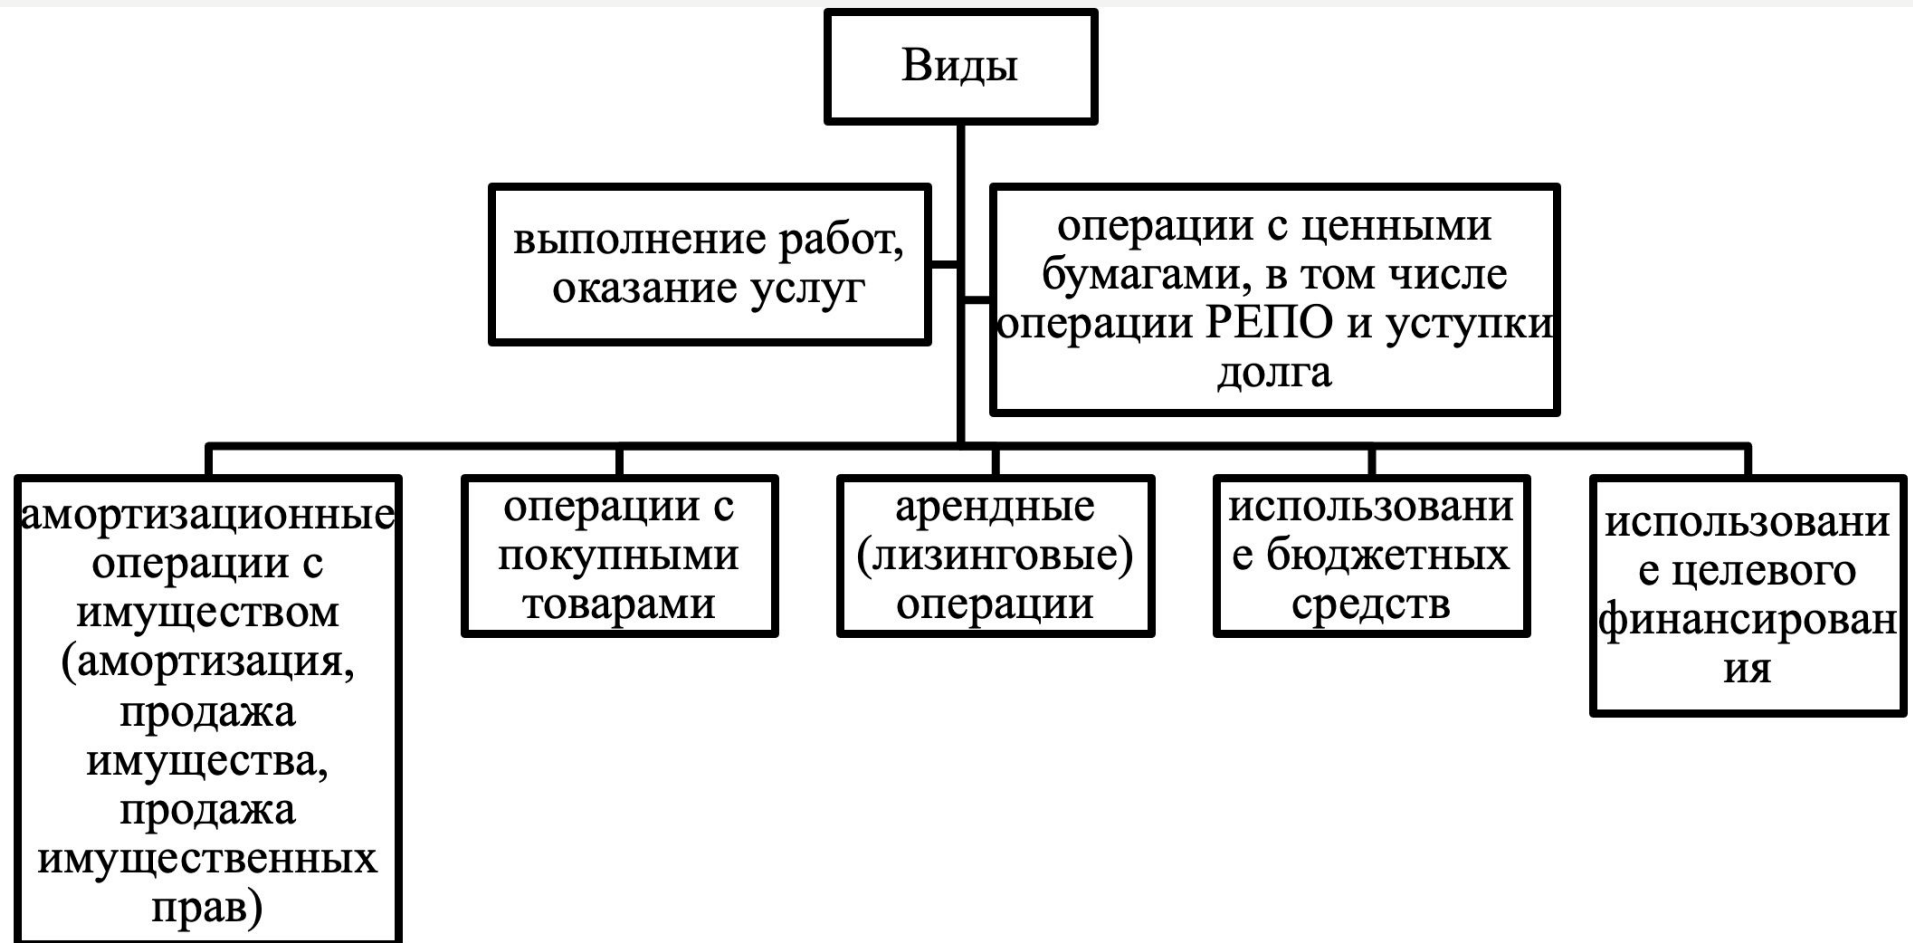 Виды
выполнение работ,
оказание услуг
операции с ценными
бумагами, в том числе
операции РЕПО и уступки
долга
амортизационные
операции с
имуществом
(амортизация,
продажа
имущества,
продажа
имущественных
прав)
операции с
покупными
товарами
арендные
(лизинговые)
операции
использовани
е бюджетных
средств
использовани
е целевого
финансирован
ия